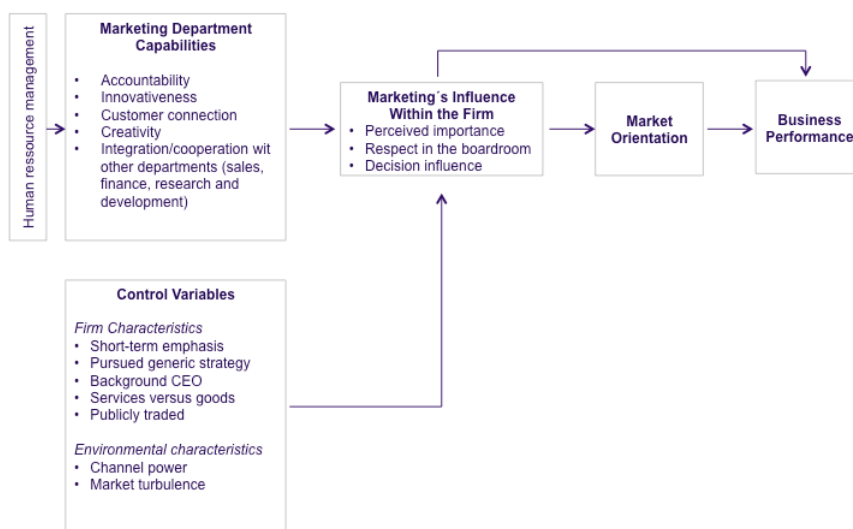 Human ressource management
Marketing Department
Capabilities
• Accountability
• Innovativeness
• Customer connection
• Creativity
• Integration/cooperation wit
other departments (sales,
finance, research and
development)
Marketing´s Influence
Within the Firm
• Perceived importance
• Respect in the boardroom
• Decision influence
Market
Orientation
Business
Performance
Control Variables
Firm Characteristics
• Short-term emphasis
• Pursued generic strategy
• Background CEO
• Services versus goods
• Publicly traded
Environmental characteristics
• Channel power
• Market turbulence